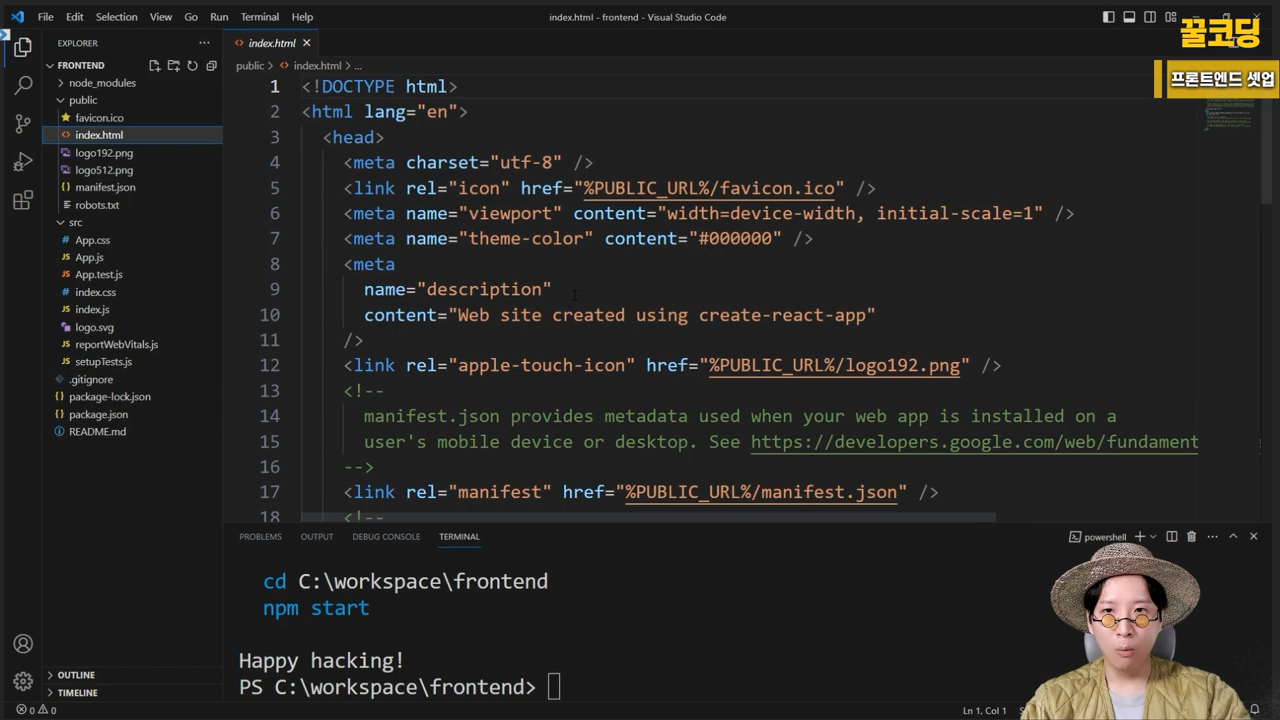 File Edit Selection View Go Run Terminal Help
index.html - frontend - Visual Studio Code
꿀코딩
프론트엔드 셋업
EXPLORER
FRONTEND
node_modules
public
favicon.ico
index.html
logo192.png
logo512.png
manifest.json
robots.txt
src
App.css
App.js
App.test.js
index.css
index.js
logo.svg
reportWebVitals.js
setupTests.js
.gitignore
package-lock.json
package.json
README.md
OUTLINE
TIMELINE
index.html
public > index.html > ...
1 <!DOCTYPE html>
2 <html lang="en">
3 <head>
4 <meta charset="utf-8" />
5 <link rel="icon" href="%PUBLIC_URL%/favicon.ico" />
6 <meta name="viewport" content="width=device-width, initial-scale=1" />
7 <meta name="theme-color" content="#000000" />
8 <meta
9 name="description"
10 content="Web site created using create-react-app"
11 />
12 <link rel="apple-touch-icon" href="%PUBLIC_URL%/logo192.png" />
13 <!--
14 manifest.json provides metadata used when your web app is installed on a
15 user's mobile device or desktop. See https://developers.google.com/web/fundament
16 -->
17 <link rel="manifest" href="%PUBLIC_URL%/manifest.json" />
18 <!--
PROBLEMS OUTPUT DEBUG CONSOLE TERMINAL
powershell
cd C:\workspace\frontend
npm start
Happy hacking!
PS C:\workspace\frontend>
0 0
Ln 1, Col 1